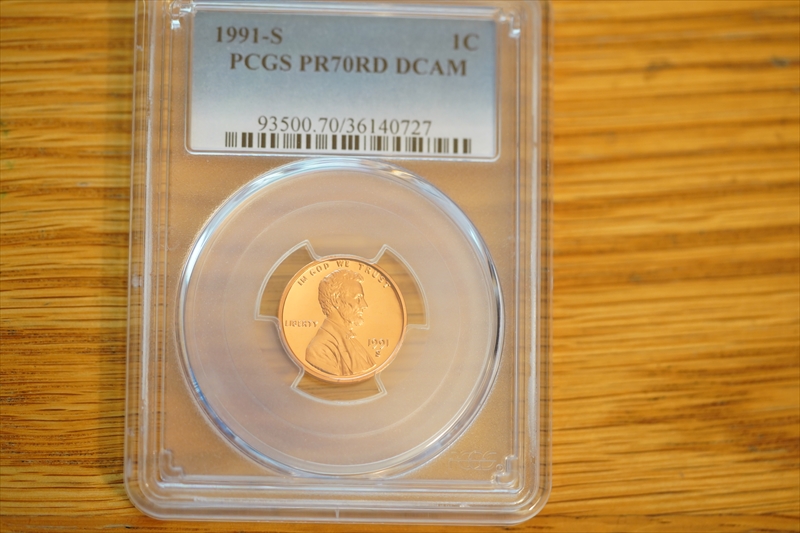 1991-S 1C
PCGS PR70RD DCAM
93500.70/36140727
IN GOD WE TRUST
LIBERTY
1991
S